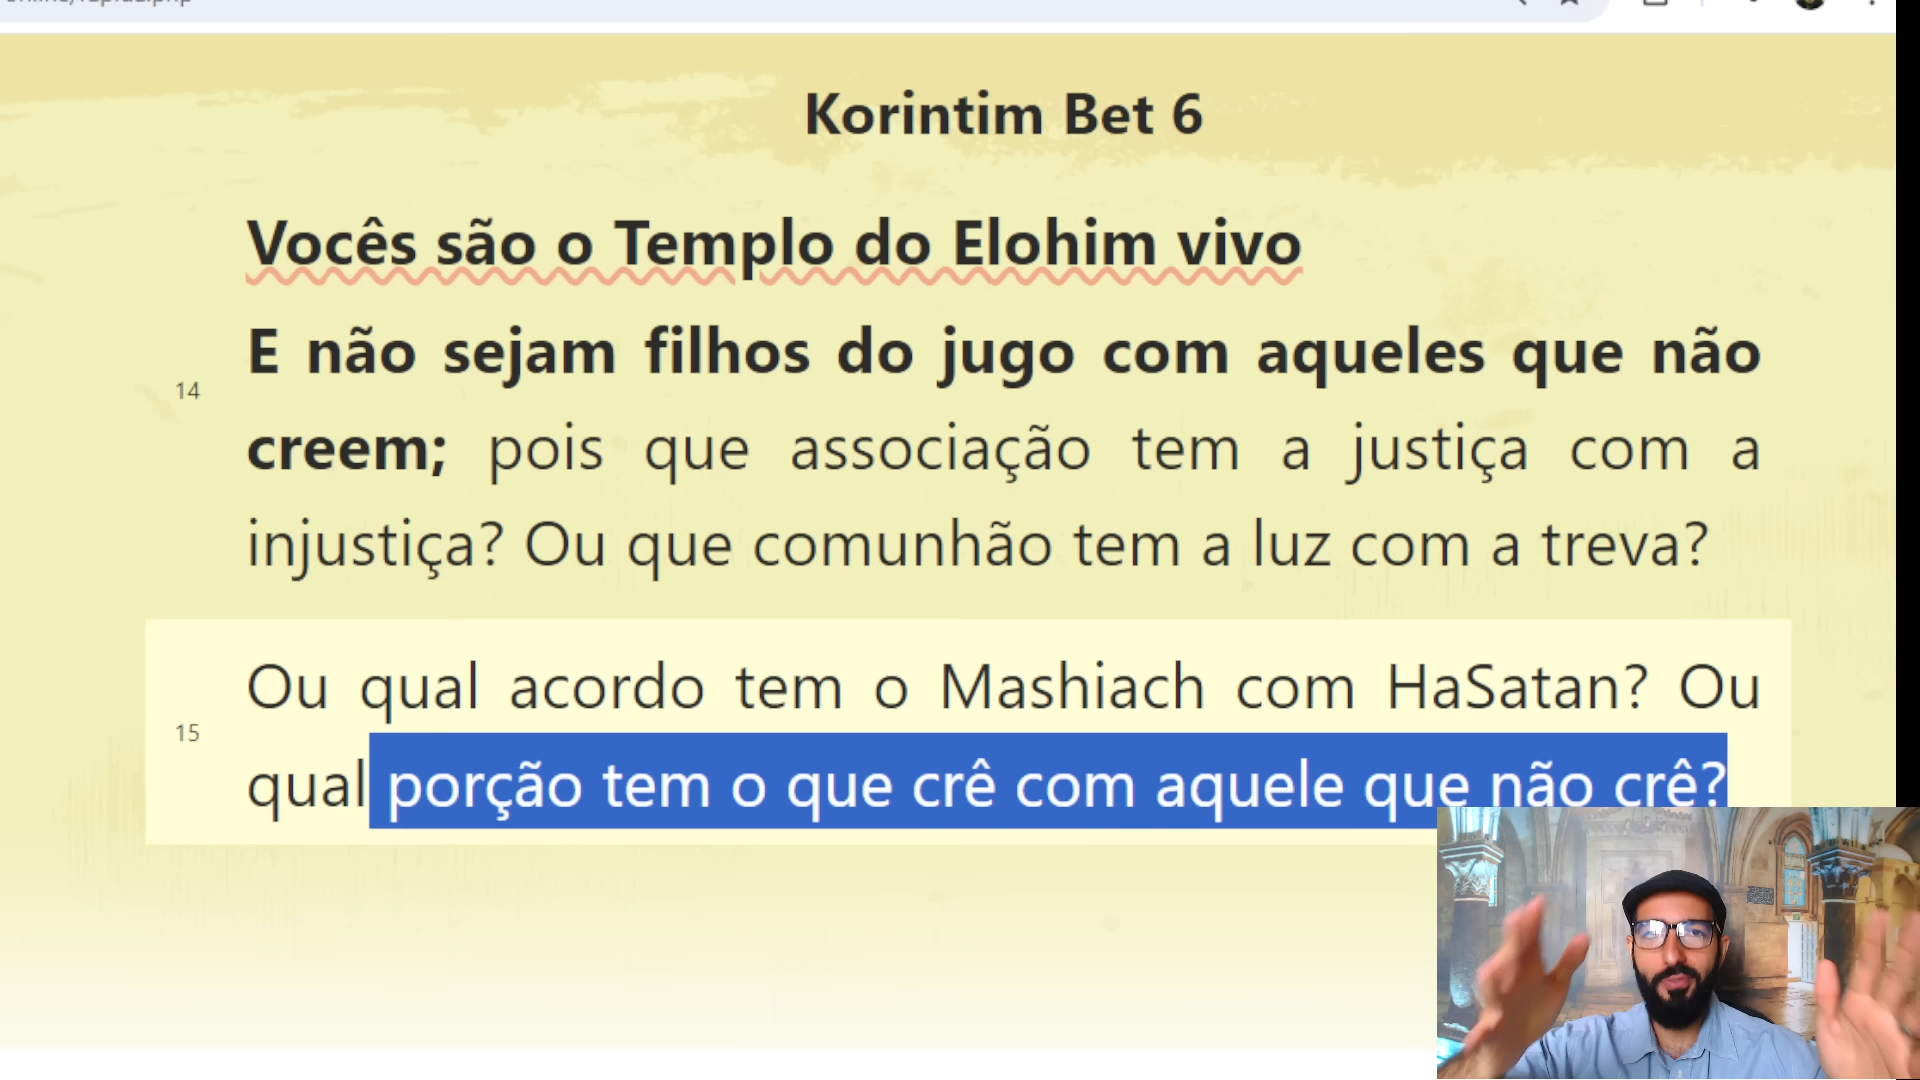 Korintim Bet 6
Vocês são o Templo do Elohim vivo
14
E não sejam filhos do jugo com aqueles que não
creem; pois que associação tem a justiça com a
injustiça? Ou que comunhão tem a luz com a treva?
15
Ou qual acordo tem o Mashiach com HaSatan? Ou
qual porção tem o que crê com aquele que não crê?